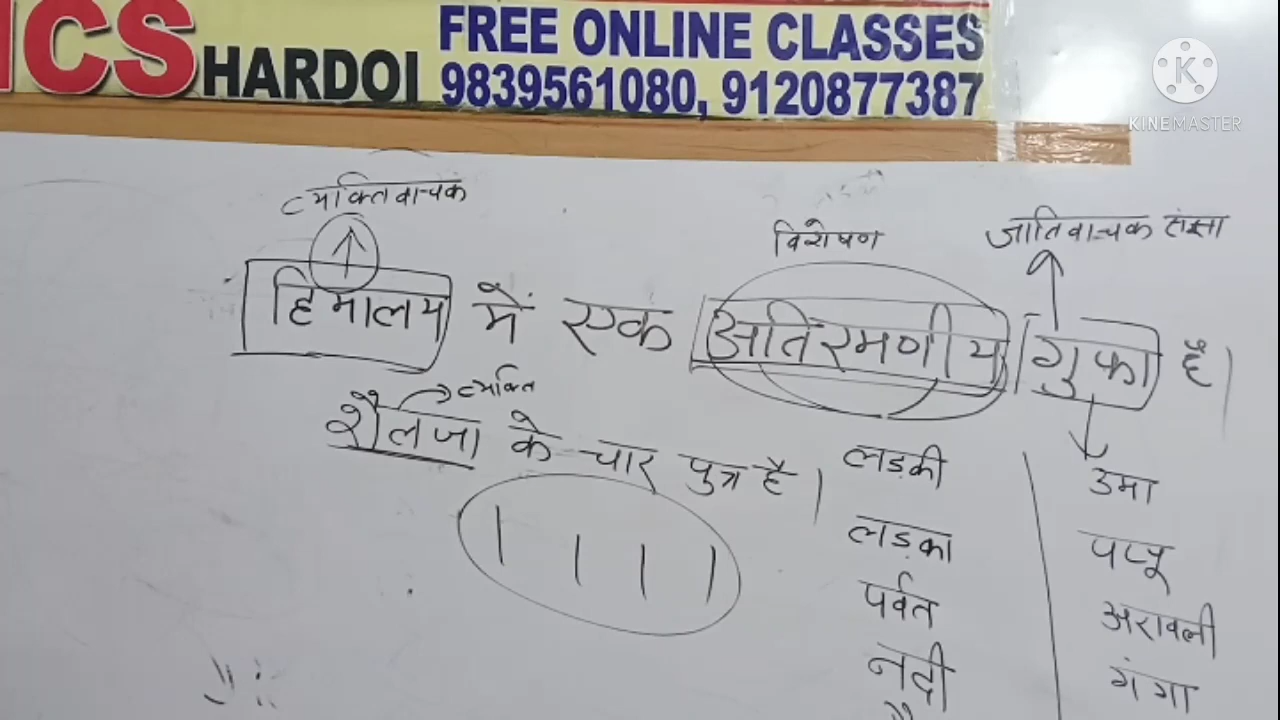 ICS HARDOI FREE ONLINE CLASSES
9839561080, 9120877387
KINEMASTER
व्यक्तिवाचक
विशेषण
जातिवाचक संज्ञा
हिमालय में एक अतिरमणीय गुफा है।
व्यक्ति
शैलजा के चार पुत्र है।
लड़की उमा
लड़का पप्पू
पर्वत अरावली
नदी गंगा